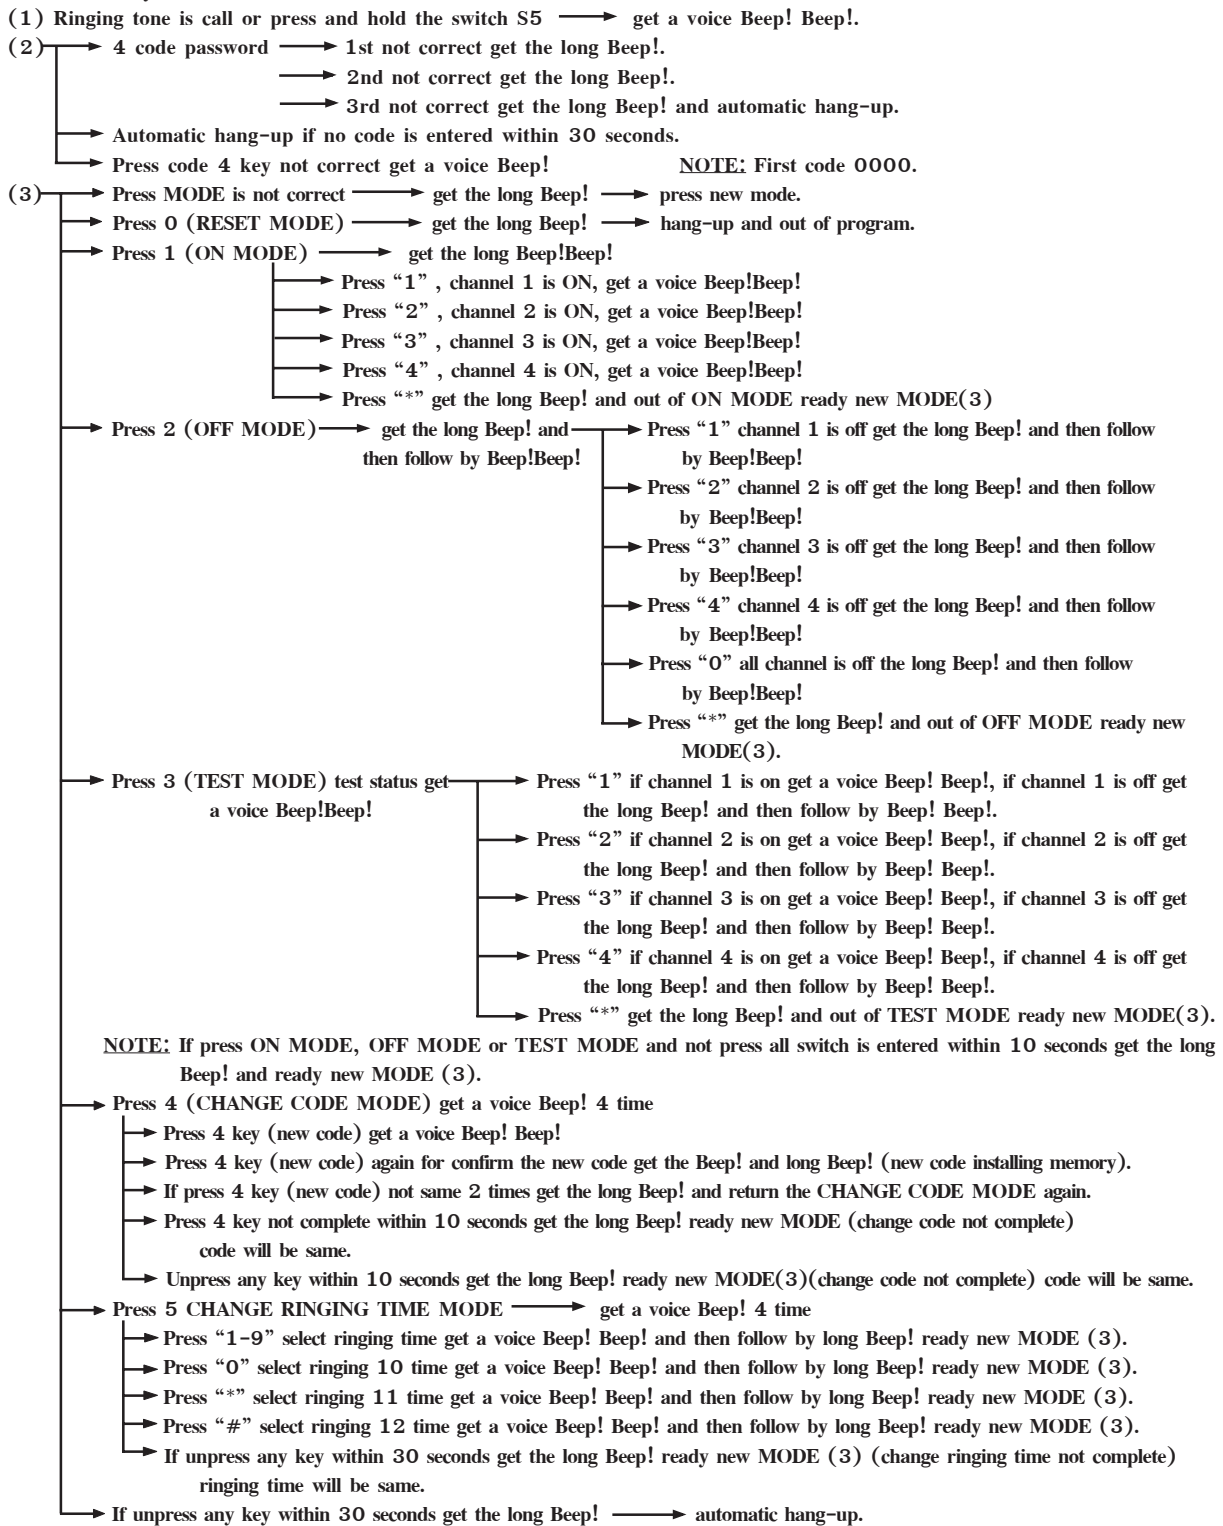 (1) Ringing tone is call or press and hold the switch S5 get a voice Beep! Beep!.
(2) 4 code password 1st not correct get the long Beep!.
2nd not correct get the long Beep!.
3rd not correct get the long Beep! and automatic hang-up.
Automatic hang-up if no code is entered within 30 seconds.
Press code 4 key not correct get a voice Beep! NOTE: First code 0000.
(3) Press MODE is not correct get the long Beep! press new mode.
Press 0 (RESET MODE) get the long Beep! hang-up and out of program.
Press 1 (ON MODE) get the long Beep!Beep!
Press “1” , channel 1 is ON, get a voice Beep!Beep!
Press “2” , channel 2 is ON, get a voice Beep!Beep!
Press “3” , channel 3 is ON, get a voice Beep!Beep!
Press “4” , channel 4 is ON, get a voice Beep!Beep!
Press “*” get the long Beep! and out of ON MODE ready new MODE(3)
Press 2 (OFF MODE) get the long Beep! and
then follow by Beep!Beep!
Press “1” channel 1 is off get the long Beep! and then follow
by Beep!Beep!
Press “2” channel 2 is off get the long Beep! and then follow
by Beep!Beep!
Press “3” channel 3 is off get the long Beep! and then follow
by Beep!Beep!
Press “4” channel 4 is off get the long Beep! and then follow
by Beep!Beep!
Press “0” all channel is off the long Beep! and then follow
by Beep!Beep!
Press “*” get the long Beep! and out of OFF MODE ready new
MODE(3).
Press 3 (TEST MODE) test status get
a voice Beep!Beep!
Press “1” if channel 1 is on get a voice Beep! Beep!, if channel 1 is off get
the long Beep! and then follow by Beep! Beep!.
Press “2” if channel 2 is on get a voice Beep! Beep!, if channel 2 is off get
the long Beep! and then follow by Beep! Beep!.
Press “3” if channel 3 is on get a voice Beep! Beep!, if channel 3 is off get
the long Beep! and then follow by Beep! Beep!.
Press “4” if channel 4 is on get a voice Beep! Beep!, if channel 4 is off get
the long Beep! and then follow by Beep! Beep!.
Press “*” get the long Beep! and out of TEST MODE ready new MODE(3).
NOTE: If press ON MODE, OFF MODE or TEST MODE and not press all switch is entered within 10 seconds get the long
Beep! and ready new MODE (3).
Press 4 (CHANGE CODE MODE) get a voice Beep! 4 time
Press 4 key (new code) get a voice Beep! Beep!
Press 4 key (new code) again for confirm the new code get the Beep! and long Beep! (new code installing memory).
If press 4 key (new code) not same 2 times get the long Beep! and return the CHANGE CODE MODE again.
Press 4 key not complete within 10 seconds get the long Beep! ready new MODE (change code not complete)
code will be same.
Unpress any key within 10 seconds get the long Beep! ready new MODE(3)(change code not complete) code will be same.
Press 5 CHANGE RINGING TIME MODE get a voice Beep! 4 time
Press “1-9” select ringing time get a voice Beep! Beep! and then follow by long Beep! ready new MODE (3).
Press “0” select ringing 10 time get a voice Beep! Beep! and then follow by long Beep! ready new MODE (3).
Press “*” select ringing 11 time get a voice Beep! Beep! and then follow by long Beep! ready new MODE (3).
Press “#” select ringing 12 time get a voice Beep! Beep! and then follow by long Beep! ready new MODE (3).
If unpress any key within 30 seconds get the long Beep! ready new MODE (3) (change ringing time not complete)
ringing time will be same.
If unpress any key within 30 seconds get the long Beep! automatic hang-up.